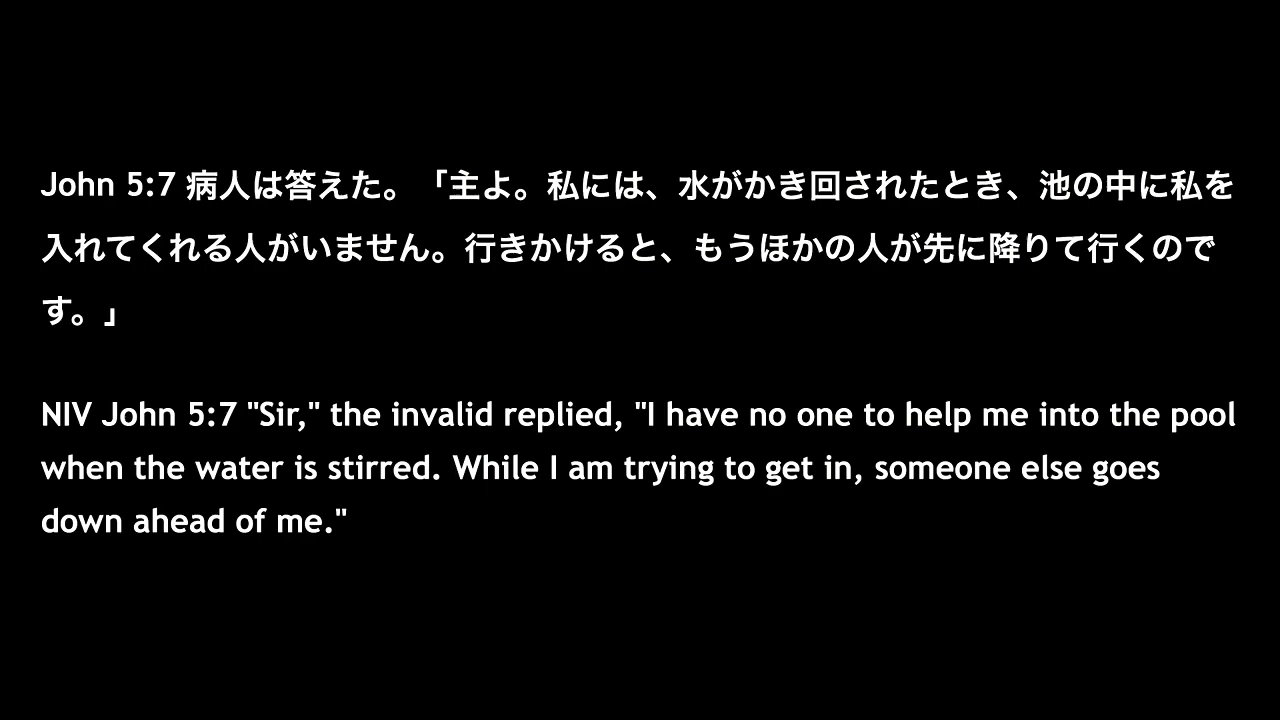 John 5:7 病人は答えた。「主よ。私には、水がかき回されたとき、池の中に私を
入れてくれる人がいません。行きかけると、もうほかの人が先に降りて行くので
す。」
NIV John 5:7 "Sir," the invalid replied, "I have no one to help me into the pool
when the water is stirred. While I am trying to get in, someone else goes
down ahead of me."